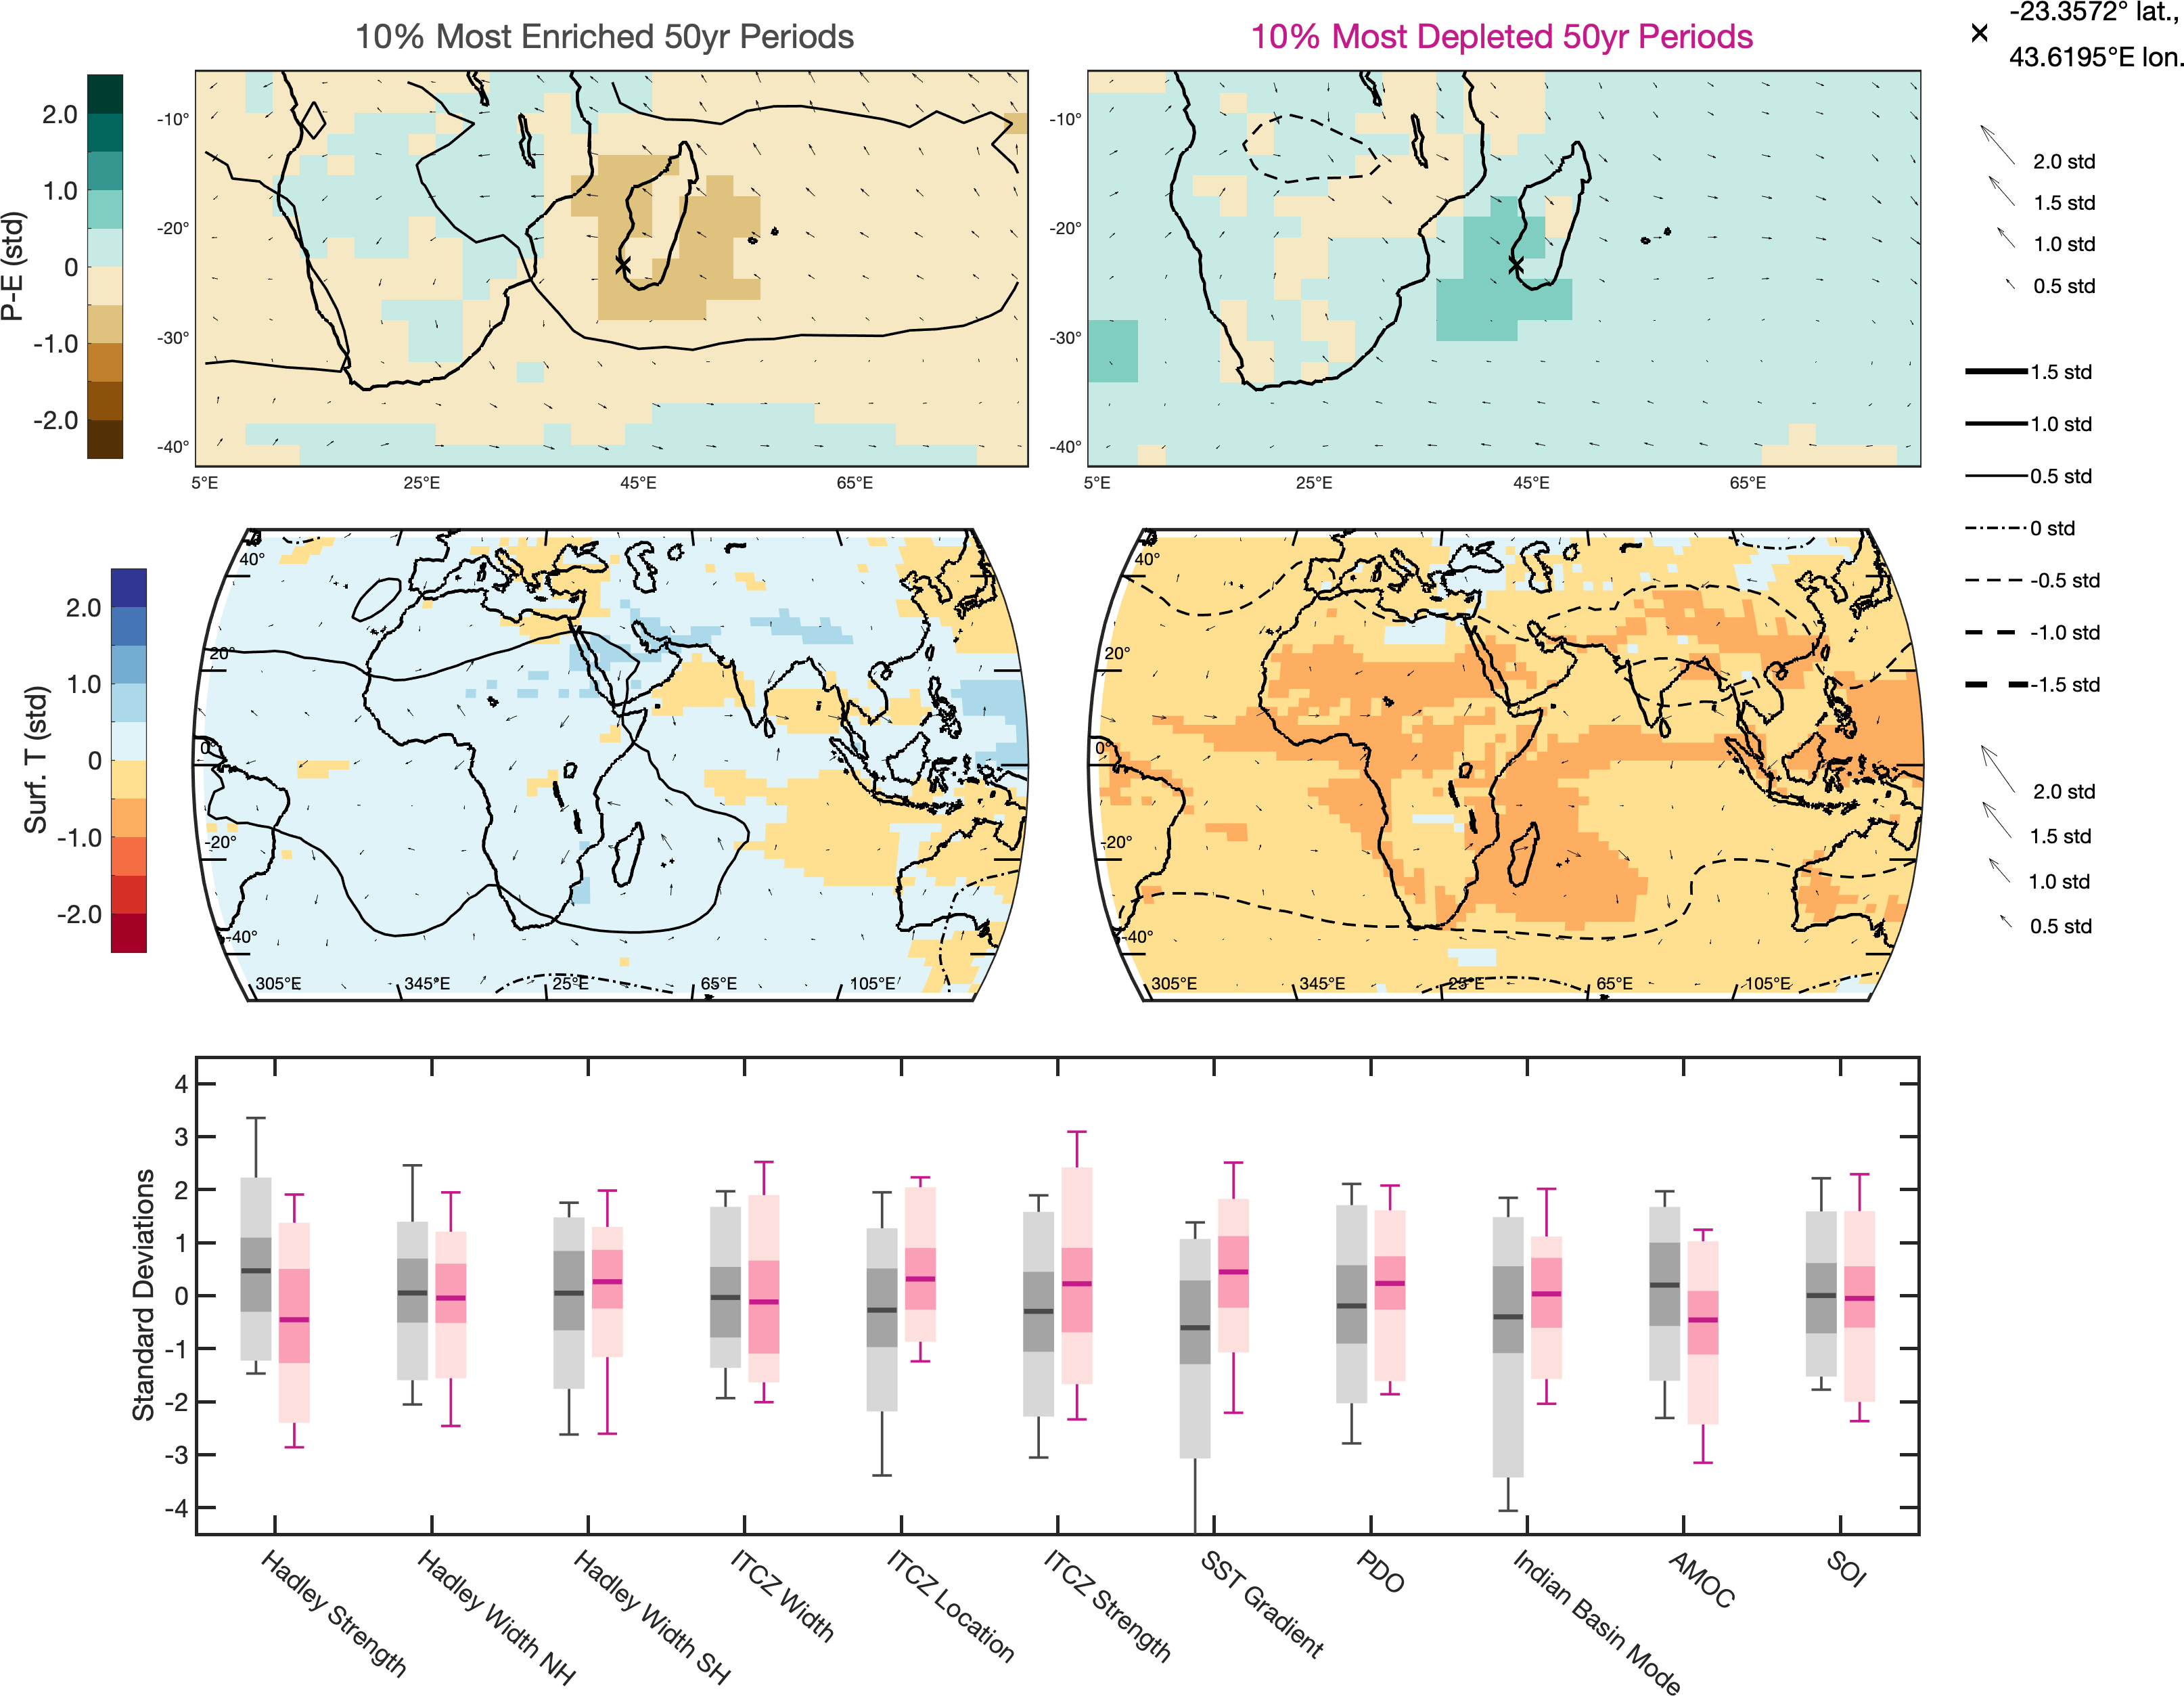 10% Most Enriched 50yr Periods
10% Most Depleted 50yr Periods
-23.3572° lat.,
43.6195°E lon.
P-E (std)
2.0
1.0
0
-1.0
-2.0
-10°
-20°
-30°
-40°
5°E
25°E
45°E
65°E
-10°
-20°
-30°
-40°
5°E
25°E
45°E
65°E
2.0 std
1.5 std
1.0 std
0.5 std
1.5 std
1.0 std
0.5 std
0 std
-0.5 std
-1.0 std
-1.5 std
Surf. T (std)
2.0
1.0
0
-1.0
-2.0
40°
20°
0°
-20°
-40°
305°E
345°E
25°E
65°E
105°E
40°
20°
0°
-20°
-40°
305°E
345°E
25°E
65°E
105°E
2.0 std
1.5 std
1.0 std
0.5 std
Standard Deviations
4
3
2
1
0
-1
-2
-3
-4
Hadley Strength
Hadley Width NH
Hadley Width SH
ITCZ Width
ITCZ Location
ITCZ Strength
SST Gradient
PDO
Indian Basin Mode
AMOC
SOI